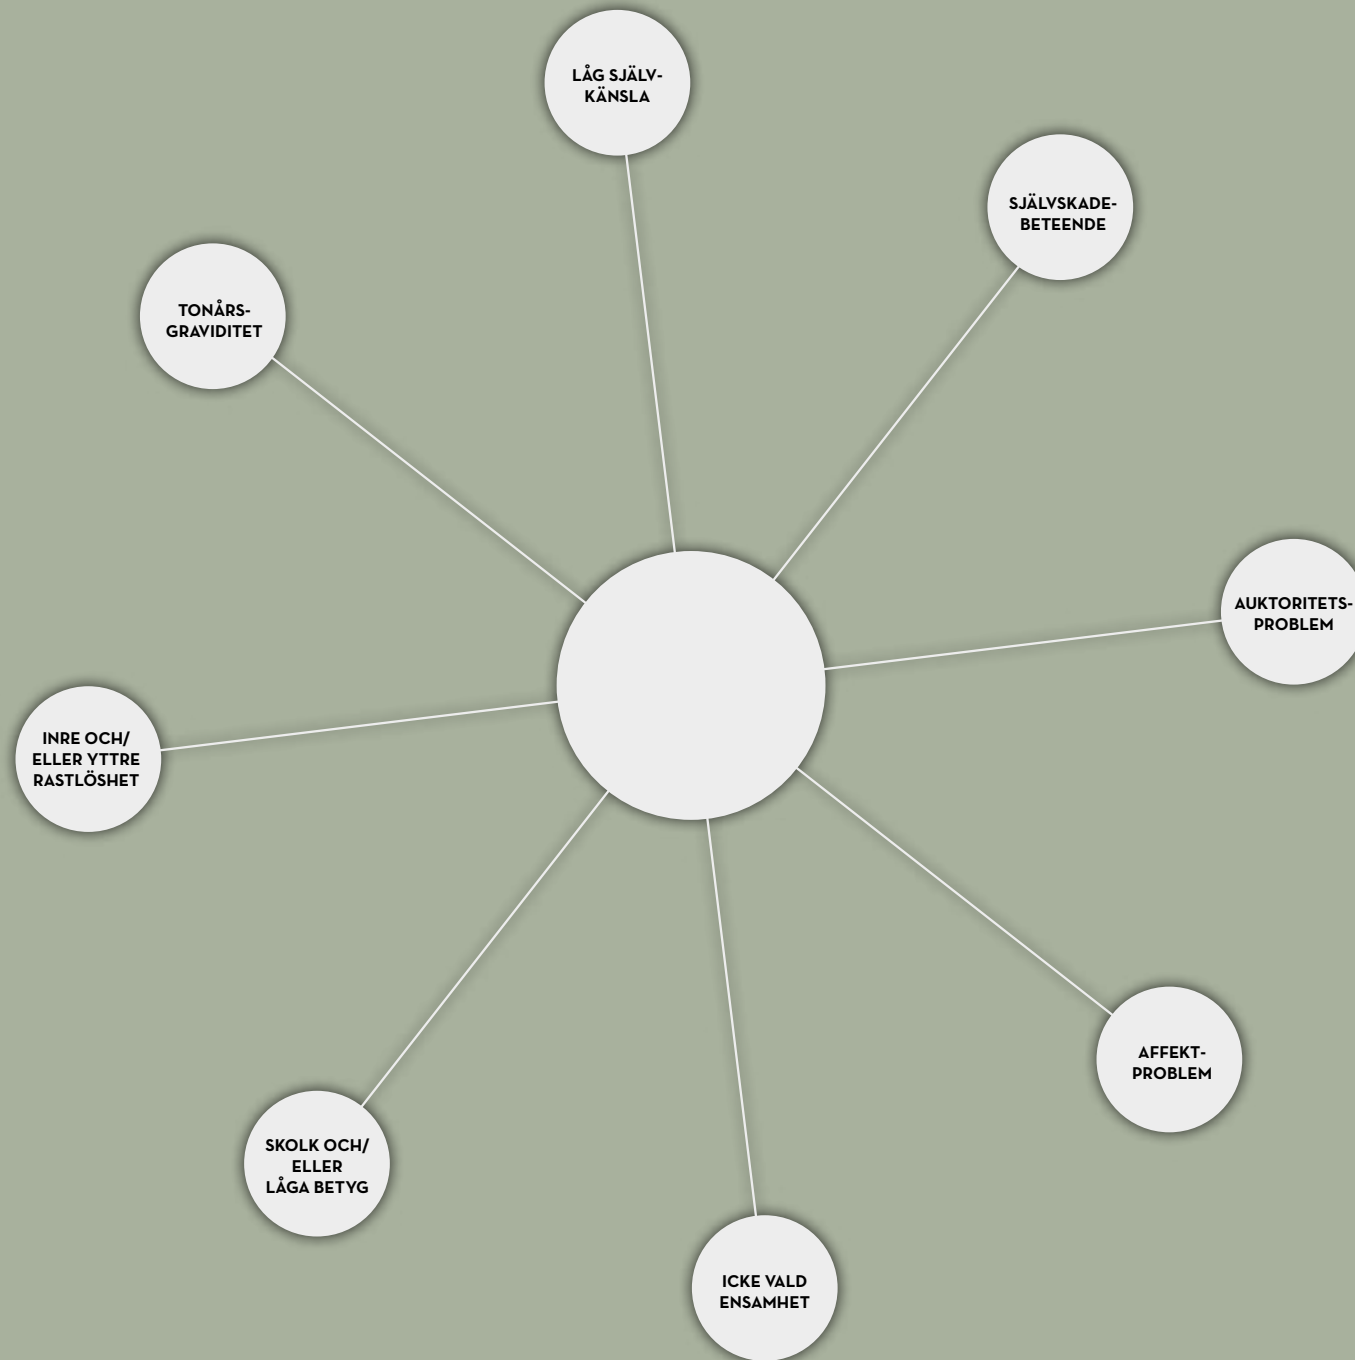 LÅG SJÄLV-
KÄNSLA
SJÄLVSKADE-
BETEENDE
TONÅRS-
GRAVIDITET
AUKTORITETS-
PROBLEM
INRE OCH/
ELLER YTTRE
RASTLÖSHET
AFFEKT-
PROBLEM
SKOLK OCH/
ELLER
LÅGA BETYG
ICKE VALD
ENSAMHET